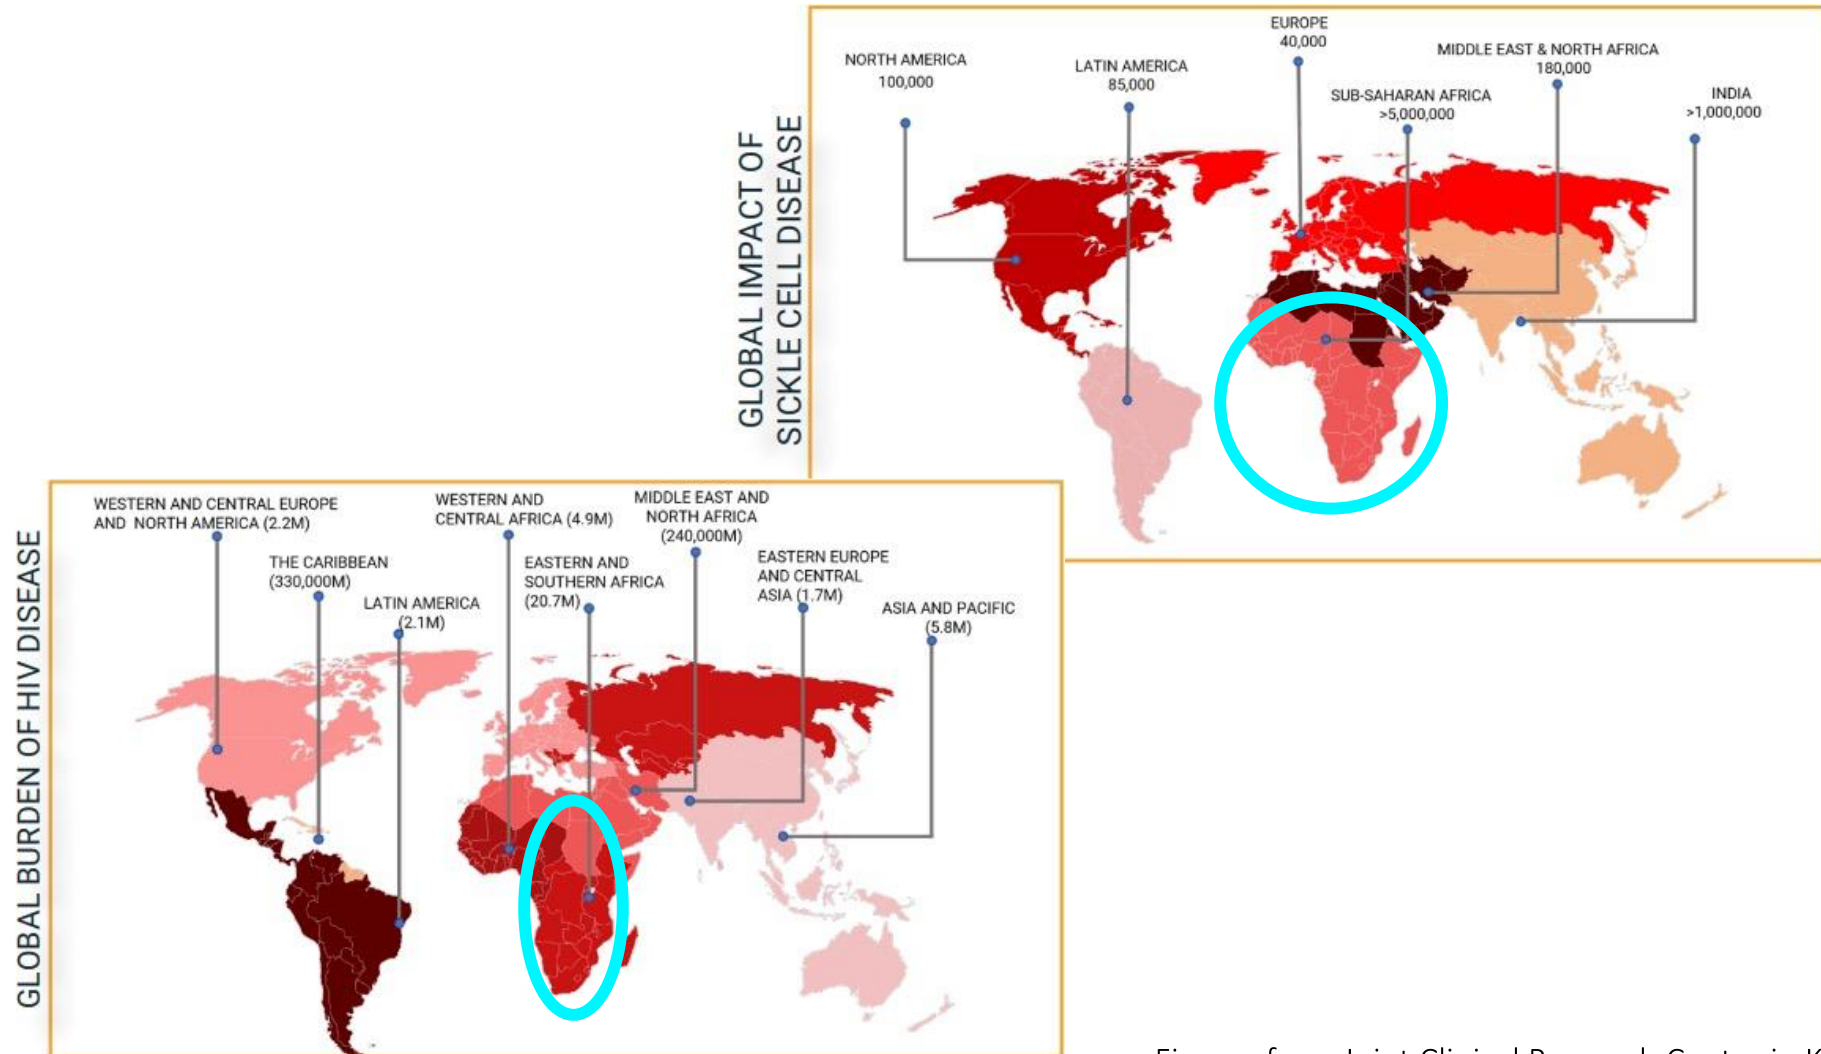 GLOBAL IMPACT OF
SICKLE CELL DISEASE
NORTH AMERICA
100,000
LATIN AMERICA
85,000
EUROPE
40,000
SUB-SAHARAN AFRICA
>5,000,000
MIDDLE EAST & NORTH AFRICA
180,000
INDIA
>1,000,000
GLOBAL BURDEN OF HIV DISEASE
WESTERN AND CENTRAL EUROPE
AND NORTH AMERICA (2.2M)
THE CARIBBEAN
(330,000M)
LATIN AMERICA
(2.1M)
WESTERN AND
CENTRAL AFRICA (4.9M)
EASTERN AND
SOUTHERN AFRICA
(20.7M)
MIDDLE EAST AND
NORTH AFRICA
(240,000M)
EASTERN EUROPE
AND CENTRAL
ASIA (1.7M)
ASIA AND PACIFIC
(5.8M)
from Joint Clinical Research